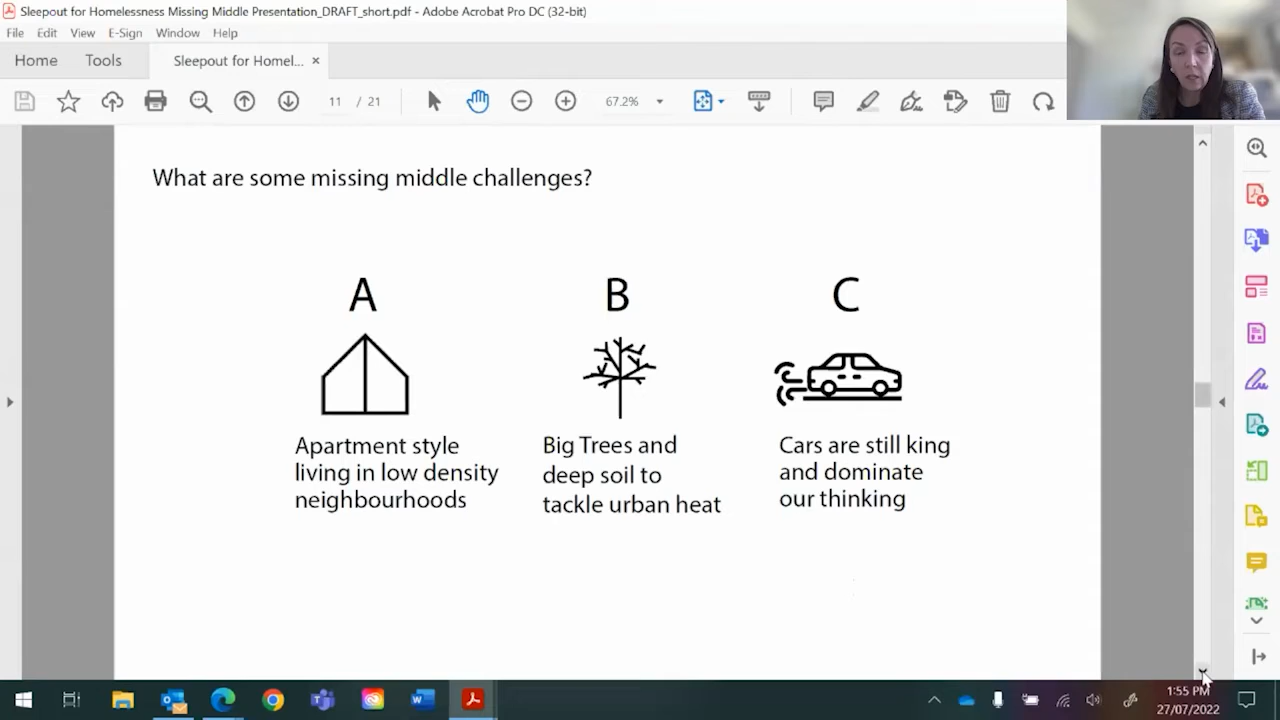 Sleepout for Homelessness Missing Middle Presentation_DRAFT_short.pdf - Adobe Acrobat Pro DC (32-bit)
File Edit View E-Sign Window Help
Home Tools Sleepout for Homel... ×
11 / 21 67.2%
What are some missing middle challenges?
A
B
C
Apartment style
living in low density
neighbourhoods
Big Trees and
deep soil to
tackle urban heat
Cars are still king
and dominate
our thinking
1:55 PM
27/07/2022